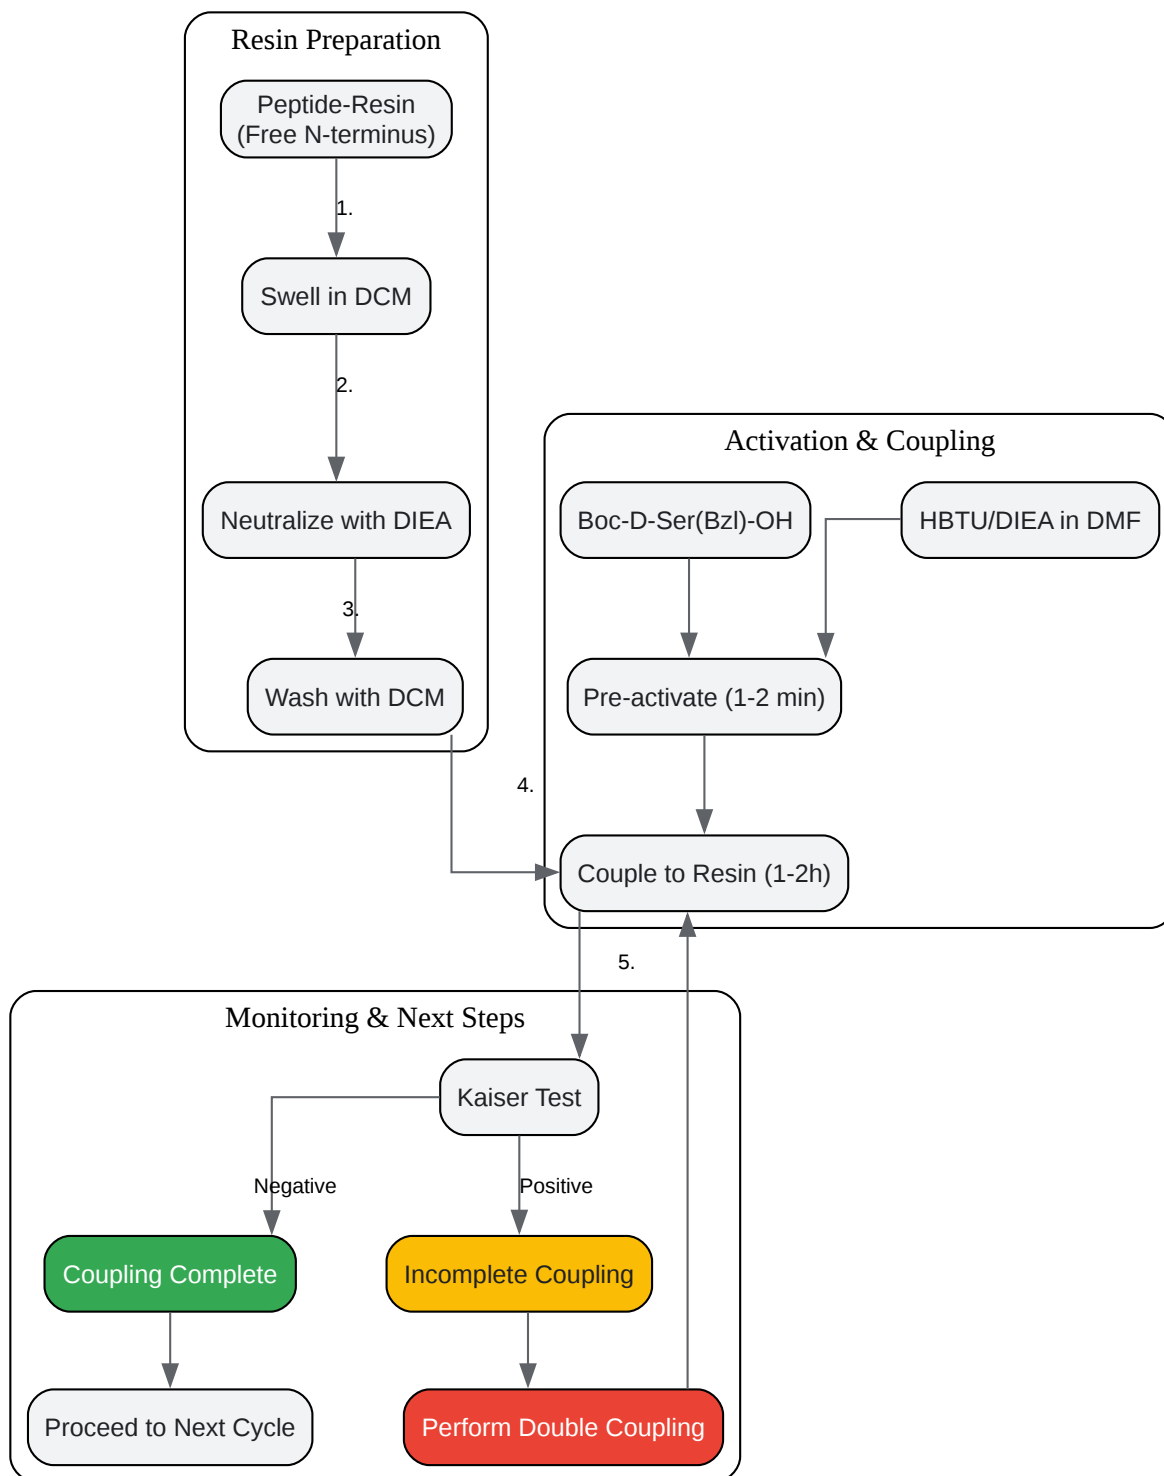 Resin Preparation
Peptide-Resin
(Free N-terminus)
1.
Swell in DCM
2.
Neutralize with DIEA
3.
Wash with DCM
Activation & Coupling
Boc-D-Ser(Bzl)-OH
HBTU/DIEA in DMF
Pre-activate (1-2 min)
4.
Couple to Resin (1-2h)
5.
Monitoring & Next Steps
Kaiser Test
Negative
Positive
Coupling Complete
Incomplete Coupling
Proceed to Next Cycle
Perform Double Coupling